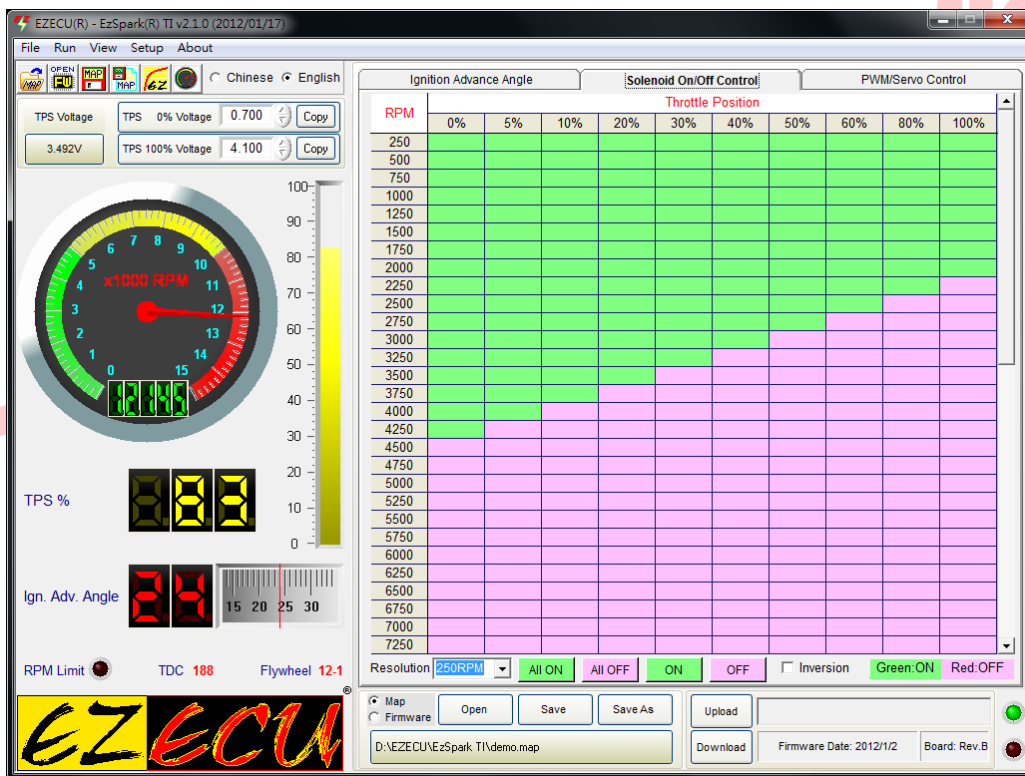 EZECU(R) - EzSpark(R) TI v2.1.0 (2012/01/17)
File Run View Setup About
MAP OPEN FU MAP MAP EZ Chinese English
TPS Voltage
3.492V
TPS 0% Voltage 0.700 Copy
TPS 100% Voltage 4.100 Copy
0 1 2 3 4 5 6 7 8 9 10 11 12 13 14 15
x1000 RPM
12145
100
90
80
70
60
50
40
30
20
10
0
TPS % 83
Ign. Adv. Angle 24
15 20 25 30
RPM Limit TDC 188 Flywheel 12-1
EZECU®
Ignition Advance Angle Solenoid On/Off Control PWM/Servo Control
RPM Throttle Position
0% 5% 10% 20% 30% 40% 50% 60% 80% 100%
250
500
750
1000
1250
1500
1750
2000
2250
2500
2750
3000
3250
3500
3750
4000
4250
4500
4750
5000
5250
5500
5750
6000
6250
6500
6750
7000
7250
Resolution 250RPM All ON All OFF ON OFF Inversion Green:ON Red:OFF
Map
Firmware
Open Save Save As
D:\EZECU\EzSpark TI\demo.map
Upload
Download Firmware Date: 2012/1/2 Board: Rev.B